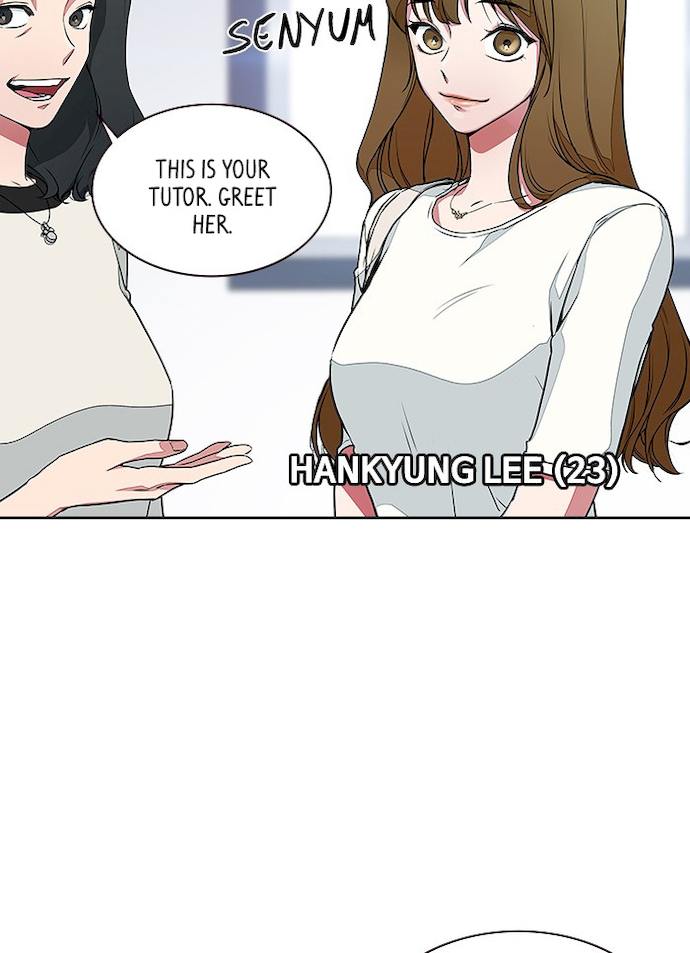 SENYUM
THIS IS YOUR
TUTOR. GREET
HER.
HANKYUNG LEE (23)